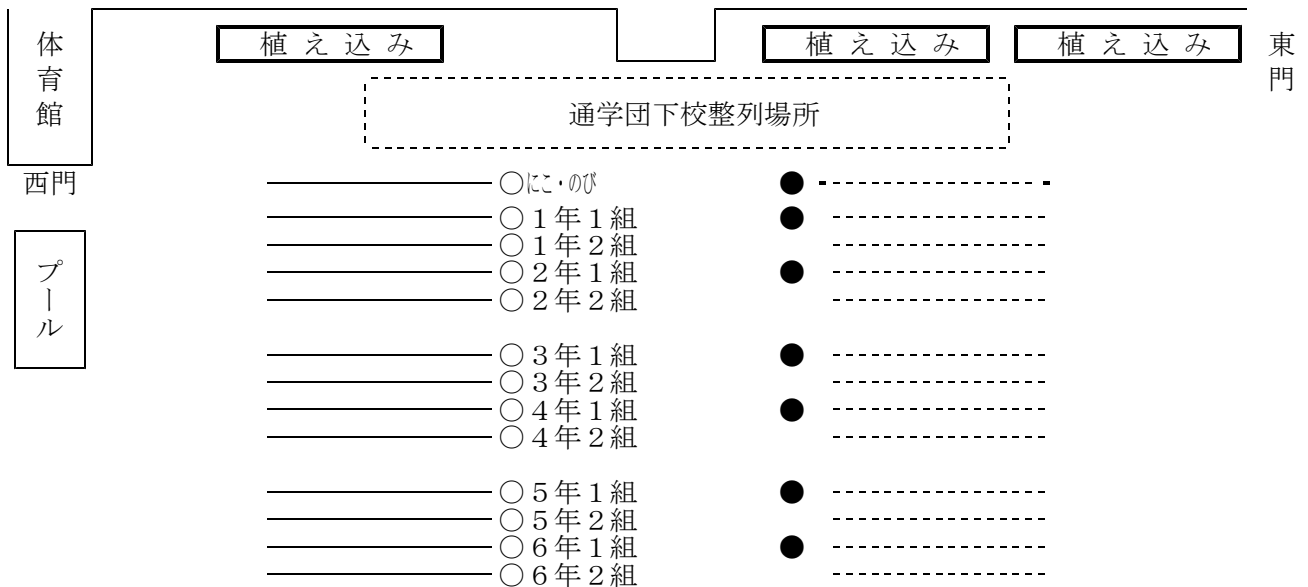 体育館
植え込み
植え込み
植え込み
東門
通学団下校整列場所
西門
○にこ・のび ●
○1年1組 ●
○1年2組
○2年1組 ●
○2年2組
プール
○3年1組 ●
○3年2組
○4年1組 ●
○4年2組
○5年1組 ●
○5年2組
○6年1組 ●
○6年2組